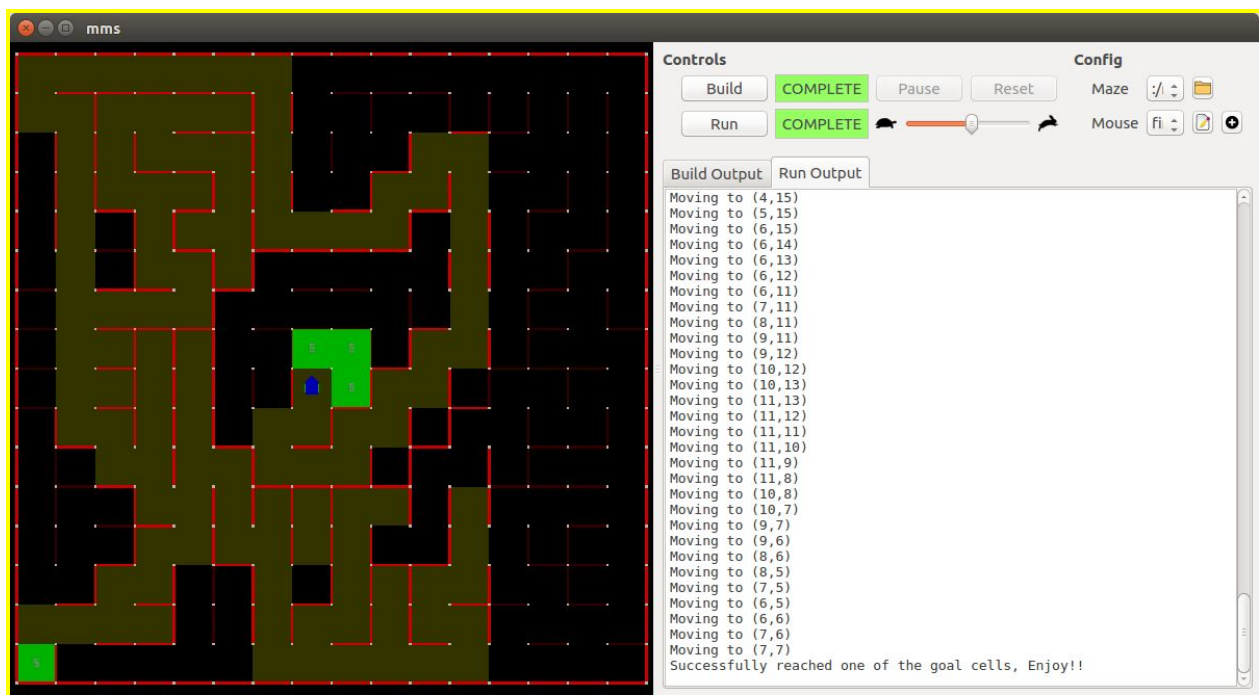 mms
Controls
Config
Build
COMPLETE
Pause
Reset
Maze
:/
Run
COMPLETE
Mouse
fi
Build Output
Run Output
Moving to (4,15)
Moving to (5,15)
Moving to (6,15)
Moving to (6,14)
Moving to (6,13)
Moving to (6,12)
Moving to (6,11)
Moving to (7,11)
Moving to (8,11)
Moving to (9,11)
Moving to (9,12)
Moving to (10,12)
Moving to (10,13)
Moving to (11,13)
Moving to (11,12)
Moving to (11,11)
Moving to (11,10)
Moving to (11,9)
Moving to (11,8)
Moving to (10,8)
Moving to (10,7)
Moving to (9,7)
Moving to (9,6)
Moving to (8,6)
Moving to (8,5)
Moving to (7,5)
Moving to (6,5)
Moving to (6,6)
Moving to (7,6)
Moving to (7,7)
Successfully reached one of the goal cells, Enjoy!!
S